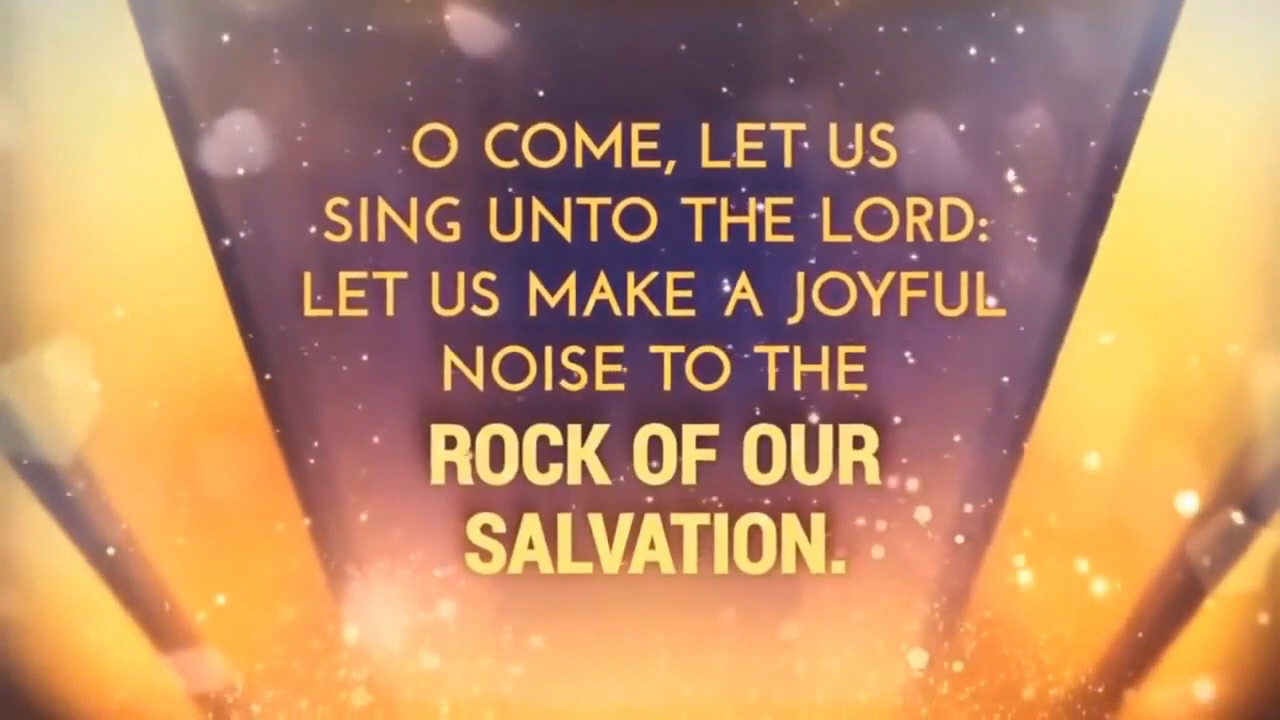 O COME, LET US
SING UNTO THE LORD:
LET US MAKE A JOYFUL
NOISE TO THE
ROCK OF OUR
SALVATION.